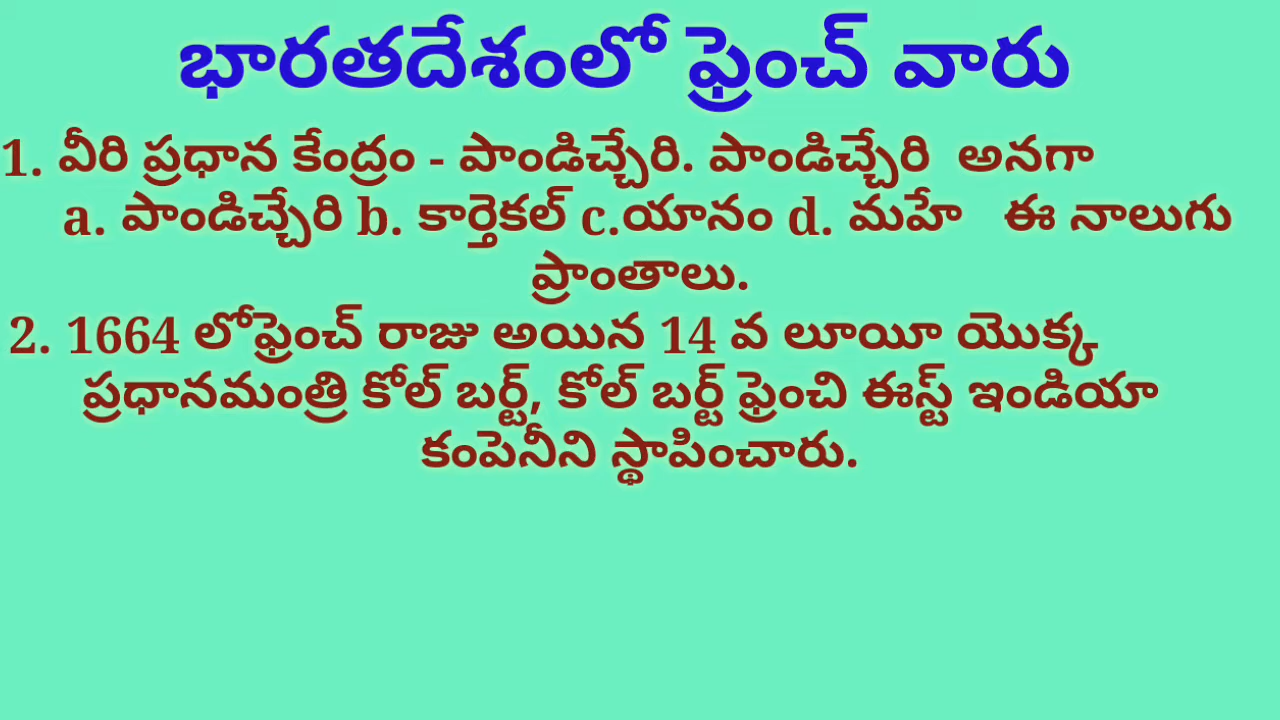 భారతదేశంలో ఫ్రెంచ్ వారు
1. వీరి ప్రధాన కేంద్రం - పాండిచ్చేరి. పాండిచ్చేరి అనగా
a. పాండిచ్చేరి b. కార్తెకల్ c.యానం d. మహే ఈ నాలుగు
ప్రాంతాలు.
2. 1664 లోఫ్రెంచ్ రాజు అయిన 14 వ లూయీ యొక్క
ప్రధానమంత్రి కోల్ బర్ట్, కోల్ బర్ట్ ఫ్రెంచి ఈస్ట్ ఇండియా
కంపెనీని స్థాపించారు.